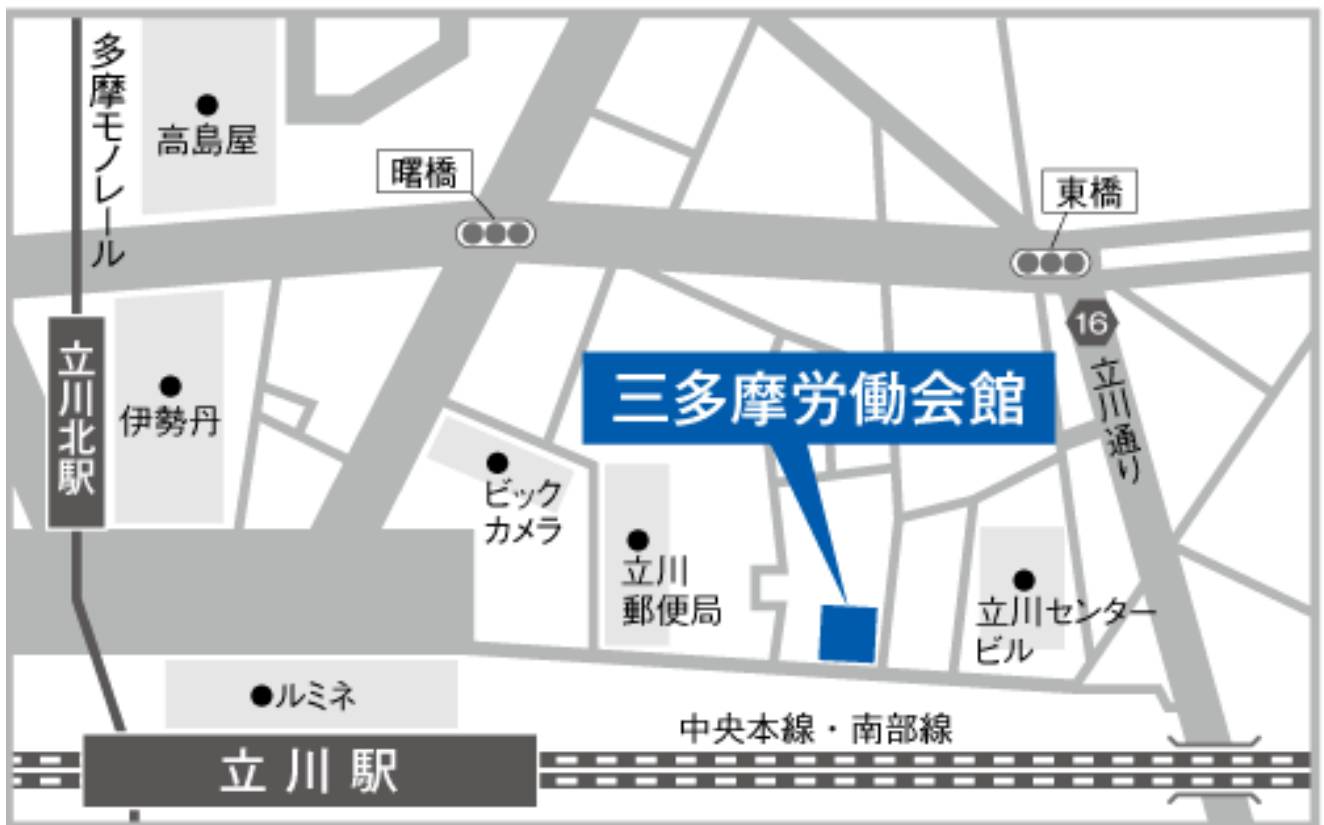 多摩モノレール
高島屋
曙橋
東橋
16
立川通り
立川北駅
伊勢丹
三多摩労働会館
ビック
カメラ
立川
郵便局
立川センター
ビル
ルミネ
中央本線・南部線
立川駅